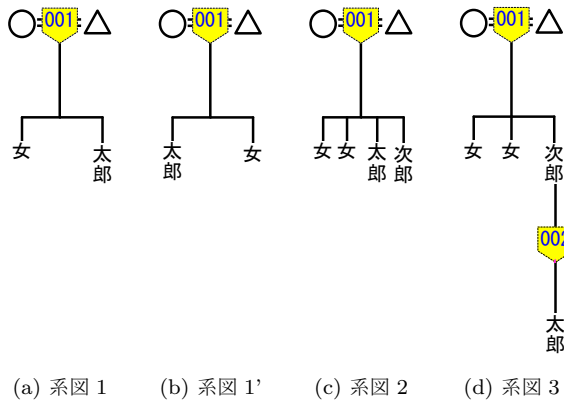 001 001 001 001
女 太郎 太郎 女 女 女 太郎 次郎 女 女 次郎
002
太郎
(a) 系図 1 (b) 系図 1’ (c) 系図 2 (d) 系図 3